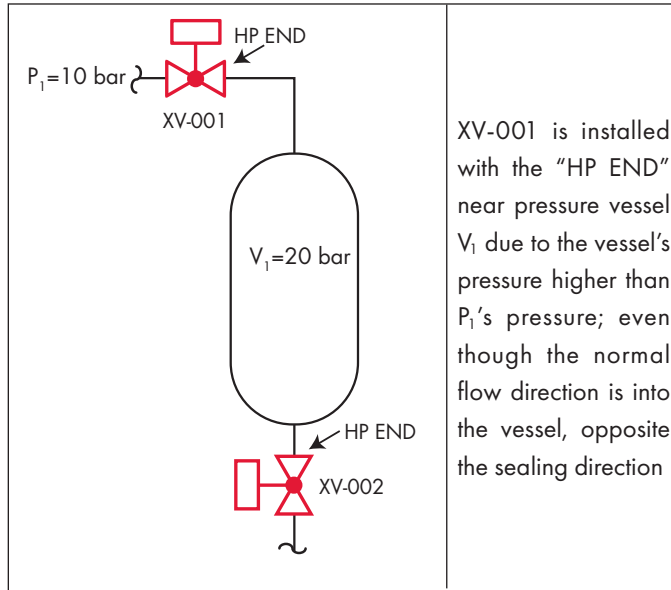 HP END
P₁=10 bar
XV-001
V₁=20 bar
HP END
XV-002
XV-001 is installed
with the “HP END”
near pressure vessel
V₁ due to the vessel’s
pressure higher than
P₁’s pressure; even
though the normal
flow direction is into
the vessel, opposite
the sealing direction